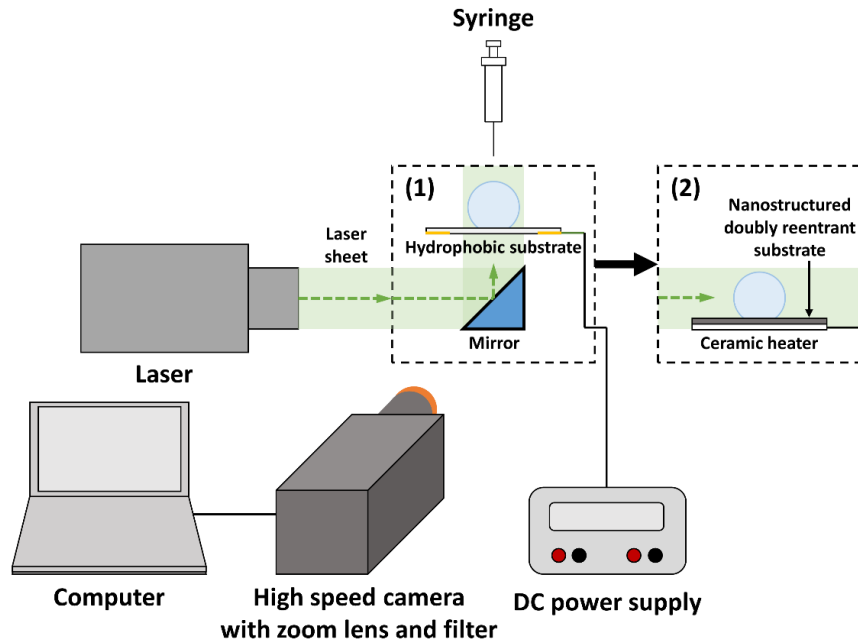 Syringe
(1)
(2)
Nanostructured
doubly reentrant
substrate
Laser
sheet
Hydrophobic substrate
Mirror
Ceramic heater
Laser
Computer
High speed camera
with zoom lens and filter
DC power supply